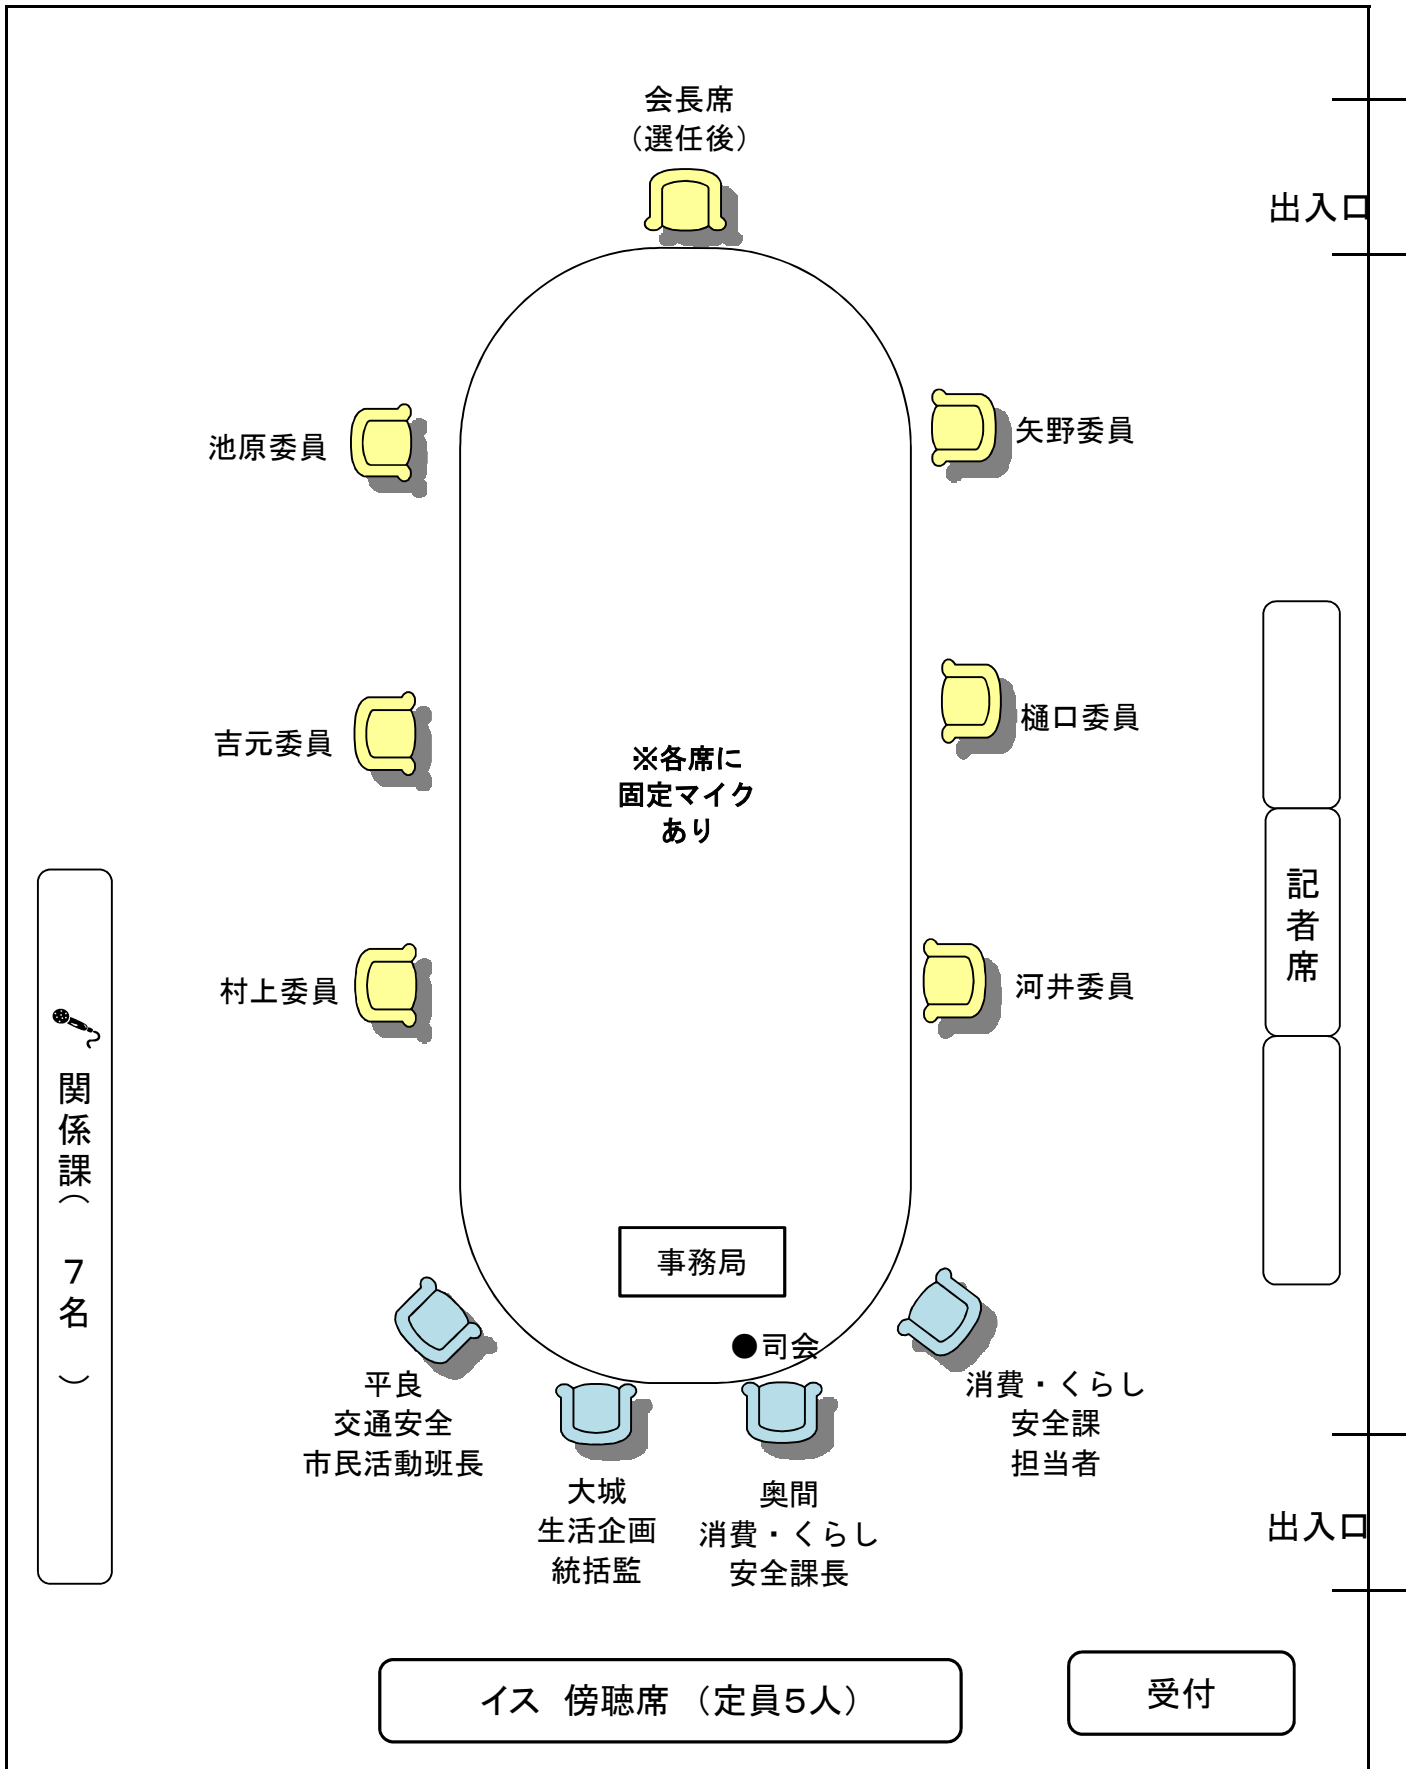 会長席
（選任後）
出入口
池原委員
矢野委員
吉元委員
樋口委員
※各席に
固定マイク
あり
村上委員
河井委員
記者席
関係課（ ７名 ）
事務局
●司会
平良
交通安全
市民活動班長
大城
生活企画
統括監
奥間
消費・くらし
安全課長
消費・くらし
安全課
担当者
出入口
イス 傍聴席 （定員５人）
受付